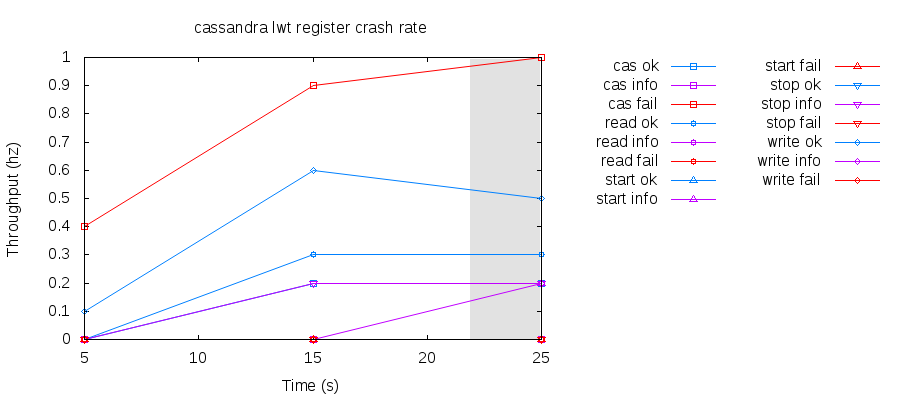 cassandra lwt register crash rate
1
0.9
0.8
0.7
0.6
0.5
0.4
0.3
0.2
0.1
0
5
10
15
20
25
Throughput (hz)
Time (s)
cas ok
cas info
cas fail
read ok
read info
read fail
start ok
start info
start fail
stop ok
stop info
stop fail
write ok
write info
write fail